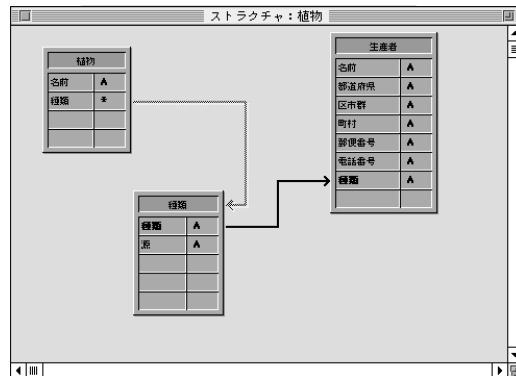 ストラクチャ：植物
植物
名前 A
種類 *
種類
種類 A
源 A
生産者
名前 A
都道府県 A
区市群 A
町村 A
郵便番号 A
電話番号 A
種類 A